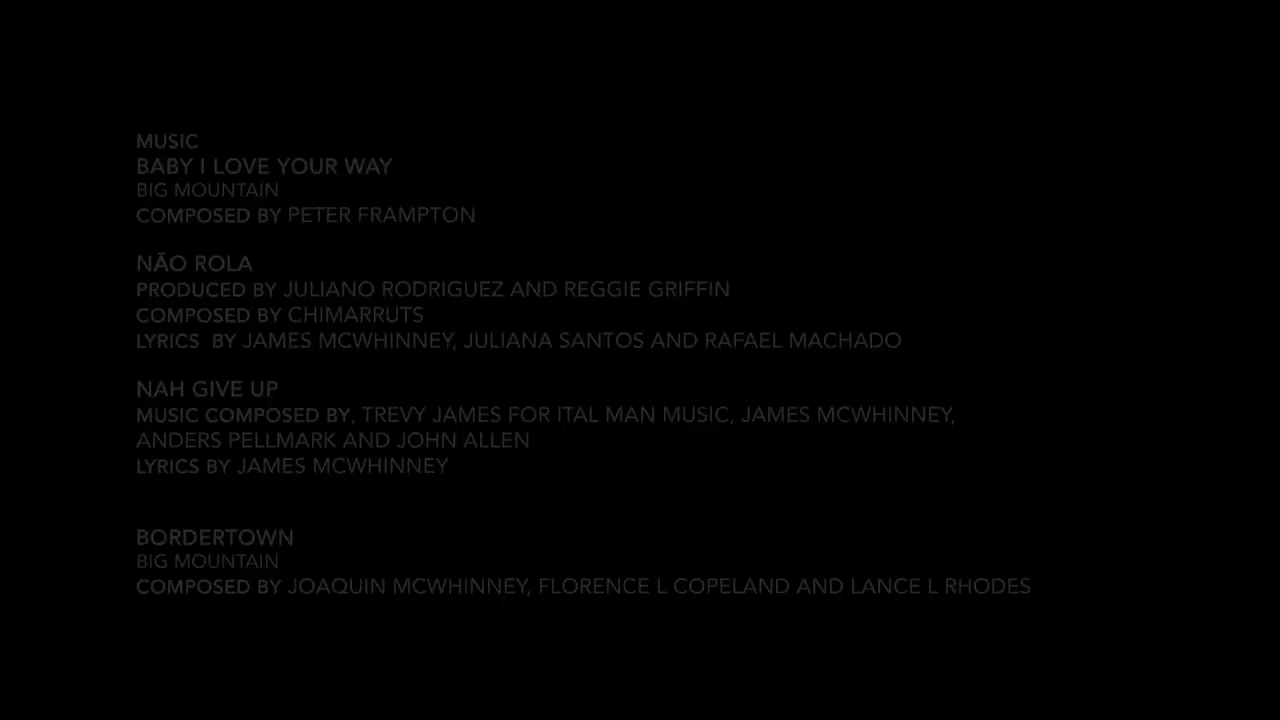 MUSIC
BABY I LOVE YOUR WAY
BIG MOUNTAIN
COMPOSED BY PETER FRAMPTON
NÃO ROLA
PRODUCED BY JULIANO RODRIGUEZ AND REGGIE GRIFFIN
COMPOSED BY CHIMARRUTS
LYRICS BY JAMES MCWHINNEY, JULIANA SANTOS AND RAFAEL MACHADO
NAH GIVE UP
MUSIC COMPOSED BY, TREVY JAMES FOR ITAL MAN MUSIC, JAMES MCWHINNEY,
ANDERS PELLMARK AND JOHN ALLEN
LYRICS BY JAMES MCWHINNEY
BORDERTOWN
BIG MOUNTAIN
COMPOSED BY JOAQUIN MCWHINNEY, FLORENCE L COPELAND AND LANCE L RHODES